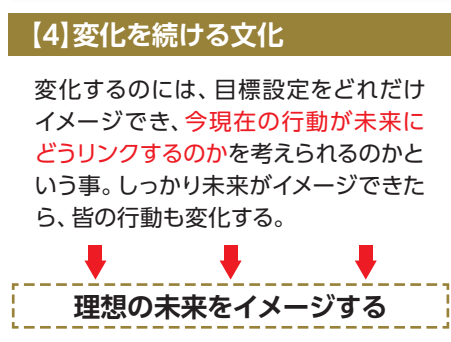 【4】変化を続ける文化
変化するのには、目標設定をどれだけ
イメージでき、今現在の行動が未来に
どうリンクするのかを考えられるのかと
いう事。しっかり未来がイメージできた
ら、皆の行動も変化する。
理想の未来をイメージする